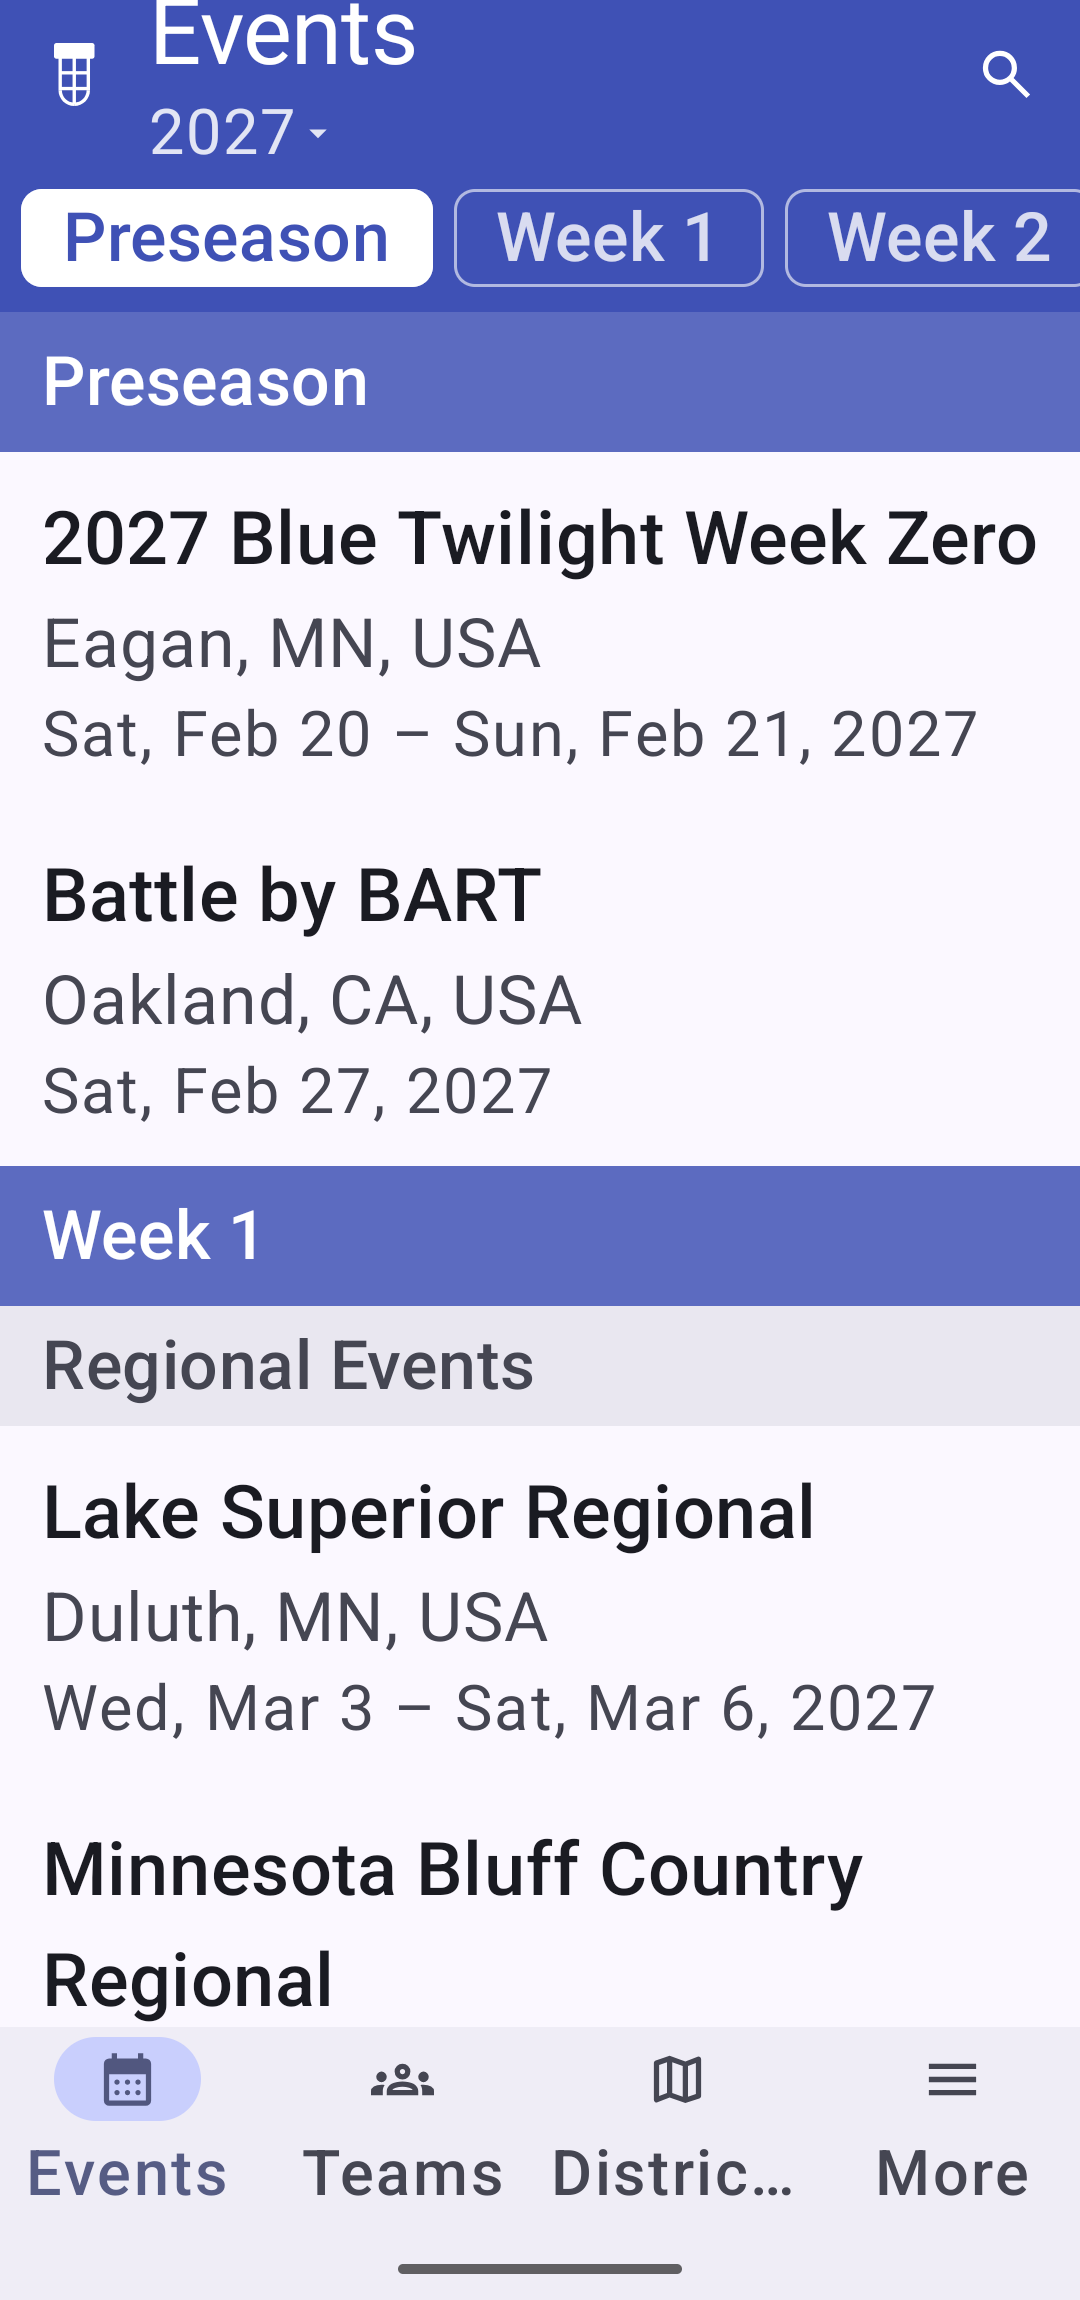 Events
2027
Preseason
Week 1
Week 2
Preseason
2027 Blue Twilight Week Zero
Eagan, MN, USA
Sat, Feb 20 – Sun, Feb 21, 2027
Battle by BART
Oakland, CA, USA
Sat, Feb 27, 2027
Week 1
Regional Events
Lake Superior Regional
Duluth, MN, USA
Wed, Mar 3 – Sat, Mar 6, 2027
Minnesota Bluff Country
Regional
Events
Teams
Distric…
More